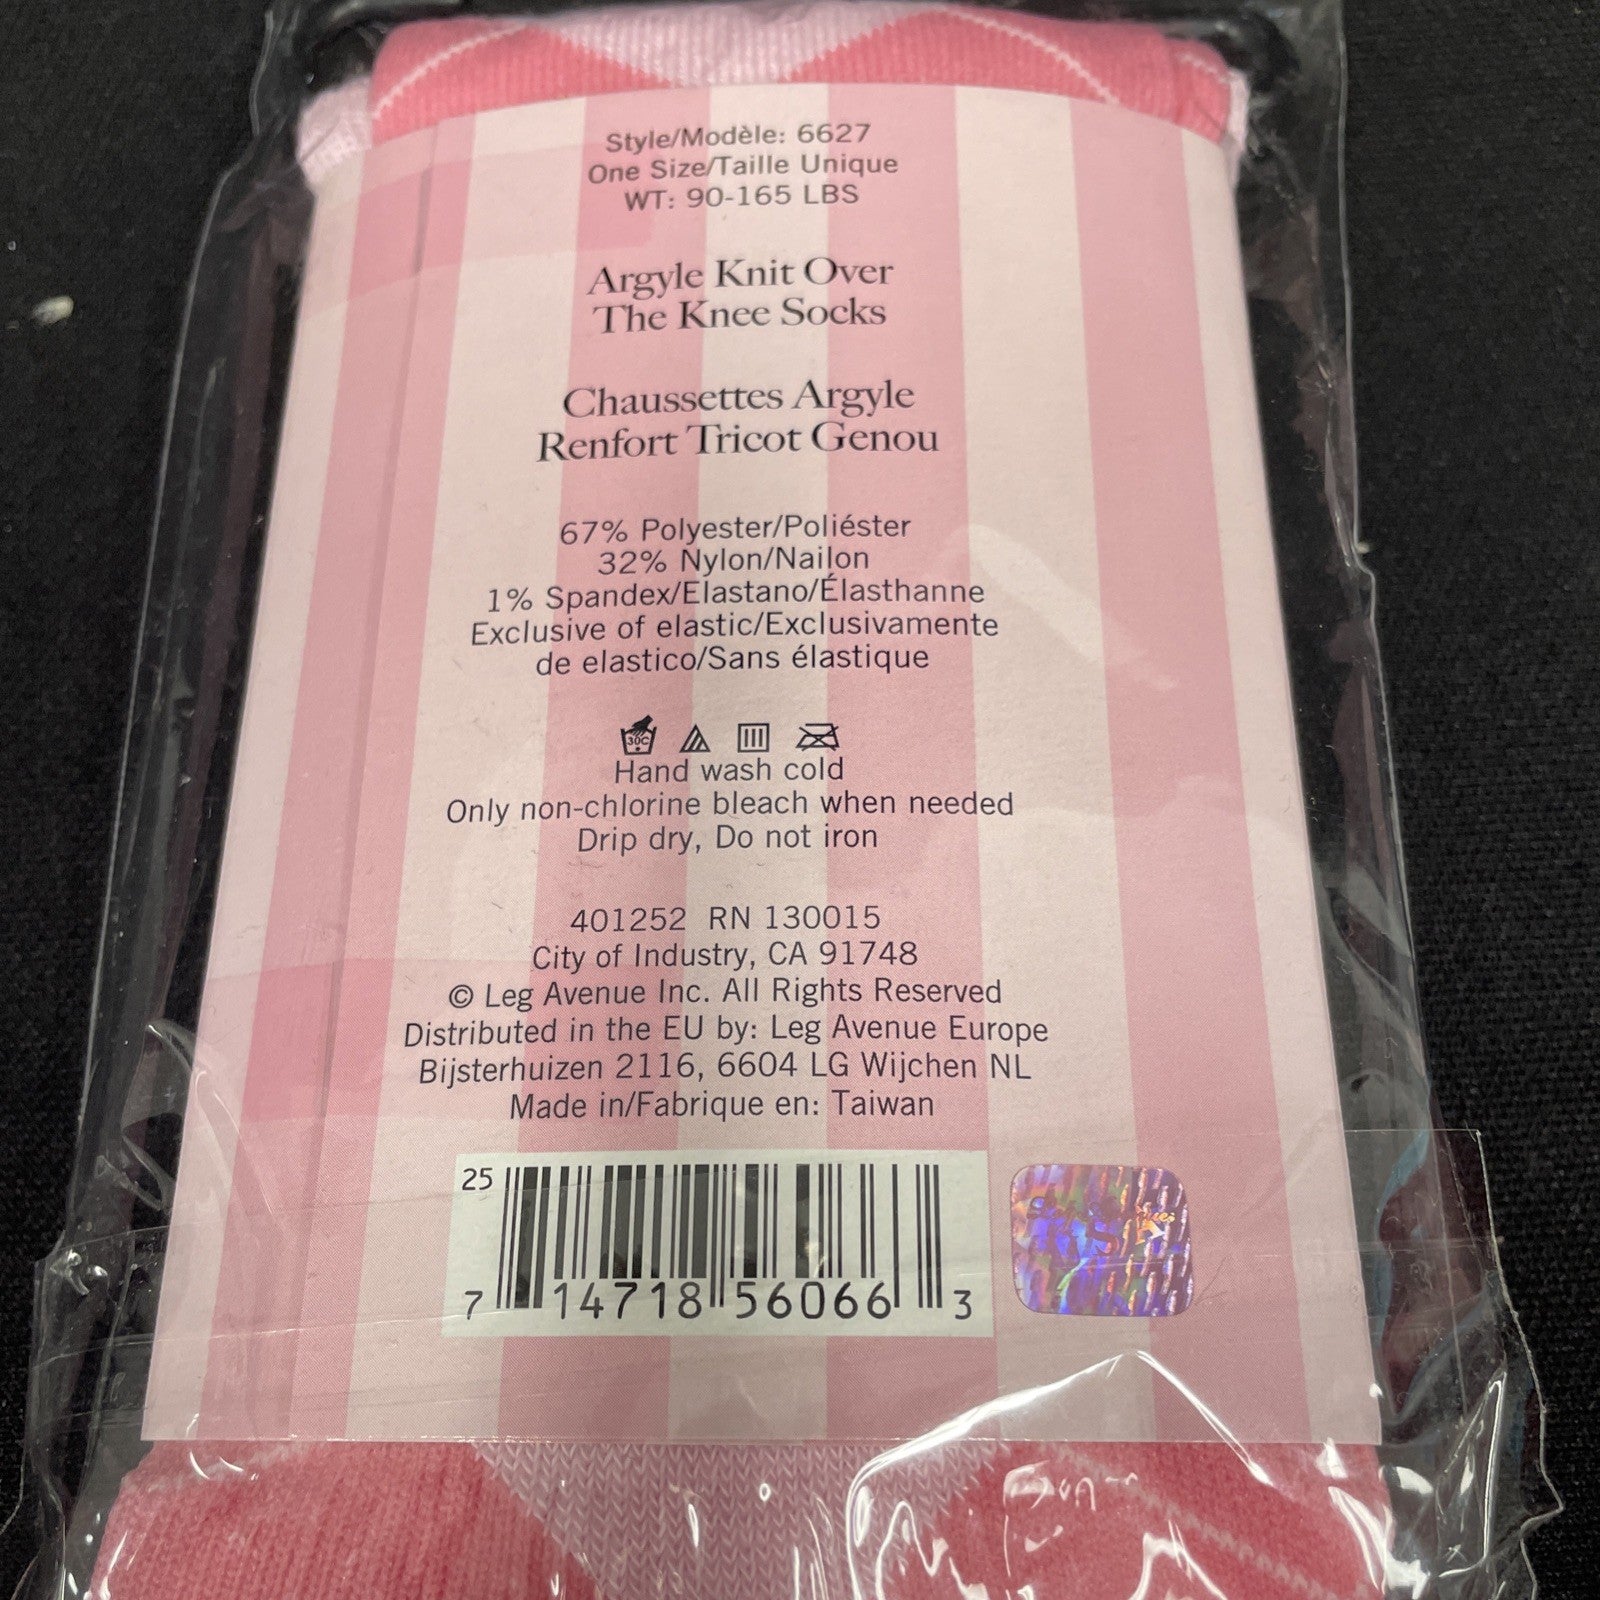 Style/Modèle: 6627
One Size/Taille Unique
WT: 90-165 LBS
Argyle Knit Over
The Knee Socks
Chaussettes Argyle
Renfort Tricot Genou
67% Polyester/Poliéster
32% Nylon/Nailon
1% Spandex/Elastano/Élasthanne
Exclusive of elastic/Exclusivamente
de elastico/Sans élastique
30C
Hand wash cold
Only non-chlorine bleach when needed
Drip dry, Do not iron
401252 RN 130015
City of Industry, CA 91748
© Leg Avenue Inc. All Rights Reserved
Distributed in the EU by: Leg Avenue Europe
Bijsterhuizen 2116, 6604 LG Wijchen NL
Made in/Fabrique en: Taiwan
25
7 14718 56066 3